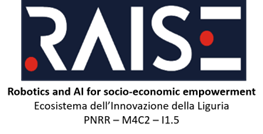 RAISE
Robotics and AI for socio-economic empowerment
Ecosistema dell'Innovazione della Liguria
PNRR – M4C2 – I1.5